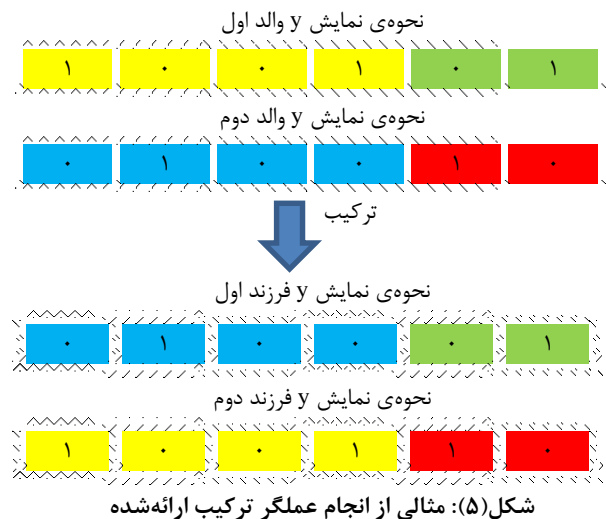 نحوه‌ی نمایش y والد اول
۱ ۰ ۰ ۱ ۰ ۱
نحوه‌ی نمایش y والد دوم
۰ ۱ ۰ ۰ ۱ ۰
ترکیب
نحوه‌ی نمایش y فرزند اول
۰ ۱ ۰ ۰ ۰ ۱
نحوه‌ی نمایش y فرزند دوم
۱ ۰ ۰ ۱ ۱ ۰
شکل(۵): مثالی از انجام عملگر ترکیب ارائه‌شده